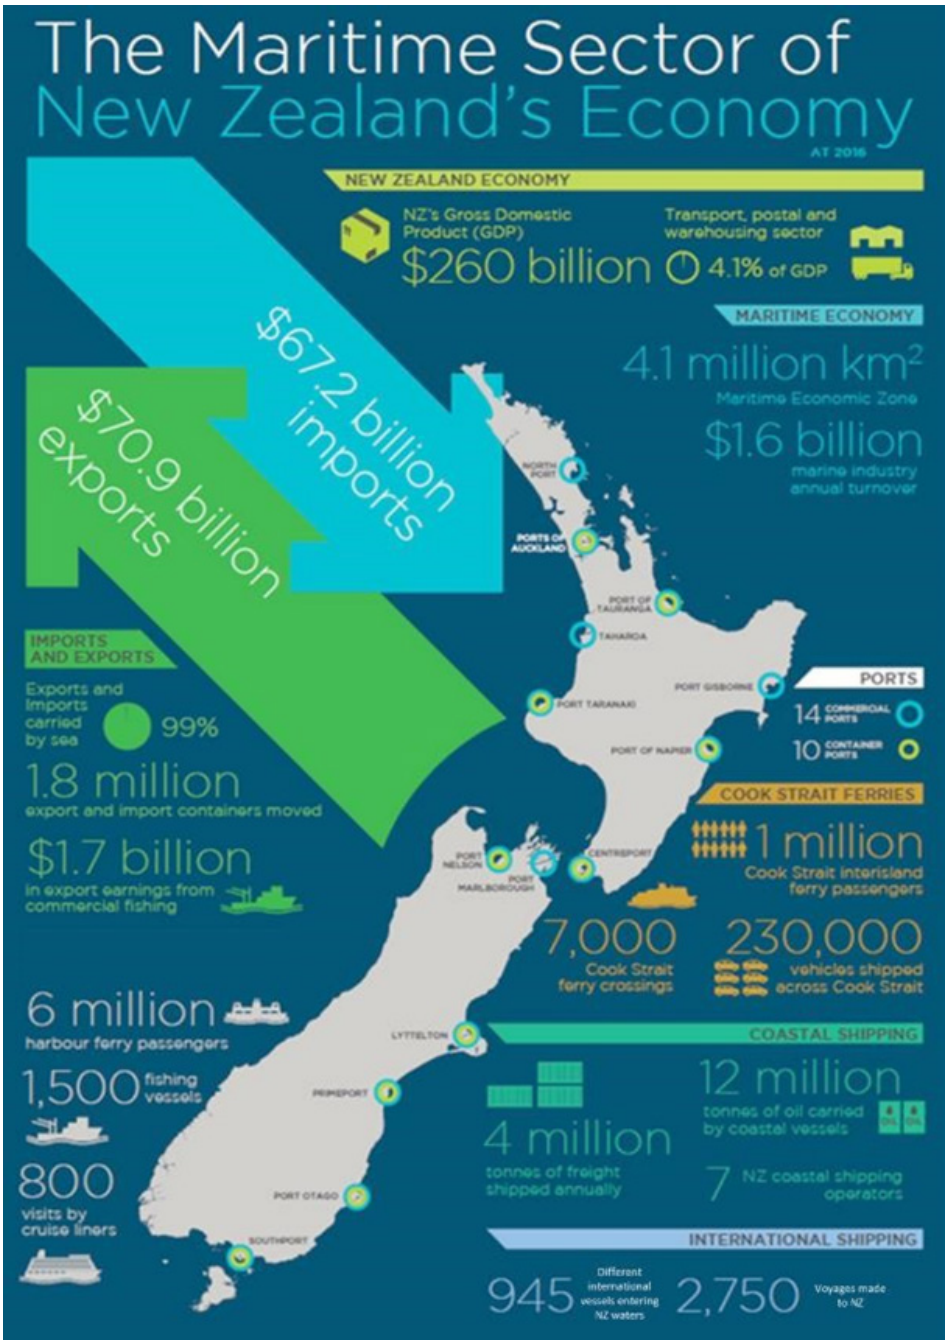 The Maritime Sector of
New Zealand's Economy
AT 2016
NEW ZEALAND ECONOMY
NZ's Gross Domestic
Product (GDP)
$260 billion
Transport, postal and
warehousing sector
4.1% of GDP
MARITIME ECONOMY
4.1 million km²
Maritime Economic Zone
$1.6 billion
marine industry
annual turnover
$67.2 billion
imports
$70.9 billion
exports
NORTH
PORT
PORTS OF
AUCKLAND
PORT OF
TAURANGA
TAHAROA
PORT GISBORNE
PORT TARANAKI
PORT OF NAPIER
CENTREPORT
PORT
NELSON
PORT
MARLBOROUGH
LYTTELTON
PRIMEPORT
PORT OTAGO
SOUTHPORT
IMPORTS
AND EXPORTS
Exports and
Imports
carried
by sea
99%
1.8 million
export and import containers moved
$1.7 billion
in export earnings from
commercial fishing
PORTS
14 COMMERCIAL
PORTS
10 CONTAINER
PORTS
COOK STRAIT FERRIES
1 million
Cook Strait interisland
ferry passengers
7,000
Cook Strait
ferry crossings
230,000
vehicles shipped
across Cook Strait
6 million
harbour ferry passengers
1,500 fishing
vessels
800
visits by
cruise liners
COASTAL SHIPPING
4 million
tonnes of freight
shipped annually
12 million
tonnes of oil carried
by coastal vessels
OIL OIL
7 NZ coastal shipping
operators
INTERNATIONAL SHIPPING
945
Different
international
vessels entering
NZ waters
2,750
Voyages made
to NZ